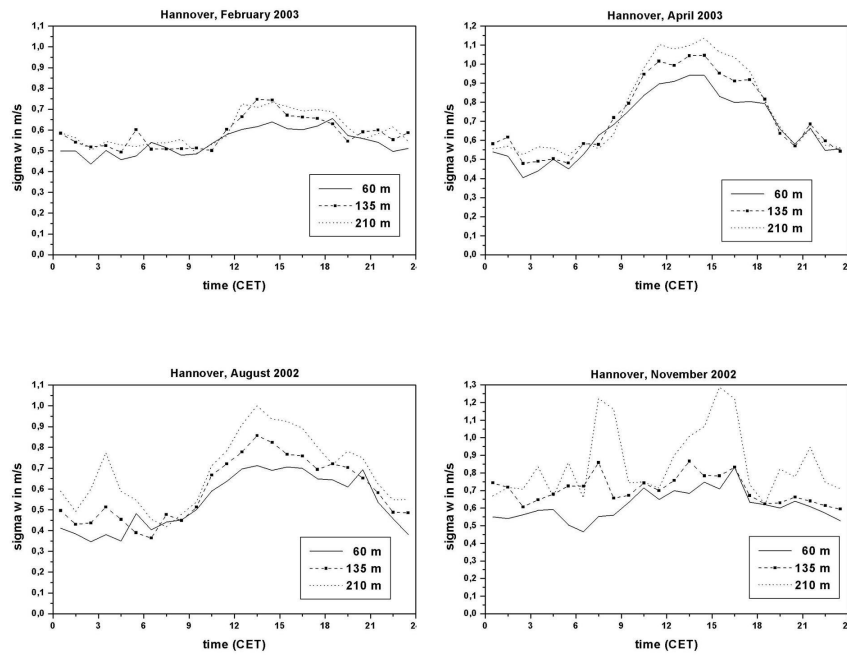 Hannover, February 2003
1,1
1,0
0,9
0,8
0,7
0,6
0,5
0,4
0,3
0,2
0,1
0,0
sigma w in m/s
60 m
135 m
210 m
0 3 6 9 12 15 18 21 24
time (CET)
Hannover, April 2003
1,2
1,1
1,0
0,9
0,8
0,7
0,6
0,5
0,4
0,3
0,2
0,1
0,0
sigma w in m/s
60 m
135 m
210 m
0 3 6 9 12 15 18 21 24
time (CET)
Hannover, August 2002
1,1
1,0
0,9
0,8
0,7
0,6
0,5
0,4
0,3
0,2
0,1
0,0
sigma w in m/s
60 m
135 m
210 m
0 3 6 9 12 15 18 21 24
time (CET)
Hannover, November 2002
1,3
1,2
1,1
1,0
0,9
0,8
0,7
0,6
0,5
0,4
0,3
0,2
0,1
0,0
sigma w in m/s
60 m
135 m
210 m
0 3 6 9 12 15 18 21 24
time (CET)